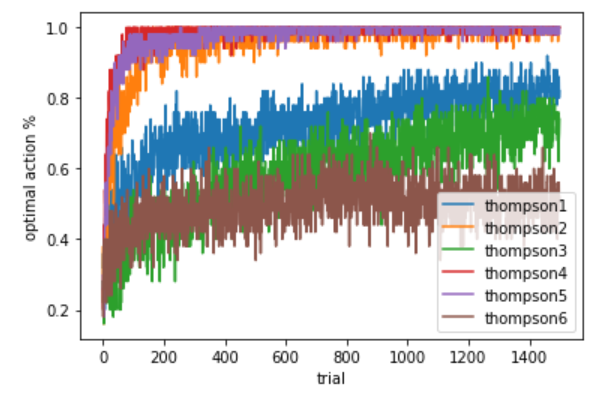 optimal action %
1.0
0.8
0.6
0.4
0.2
thompson1
thompson2
thompson3
thompson4
thompson5
thompson6
0 200 400 600 800 1000 1200 1400
trial